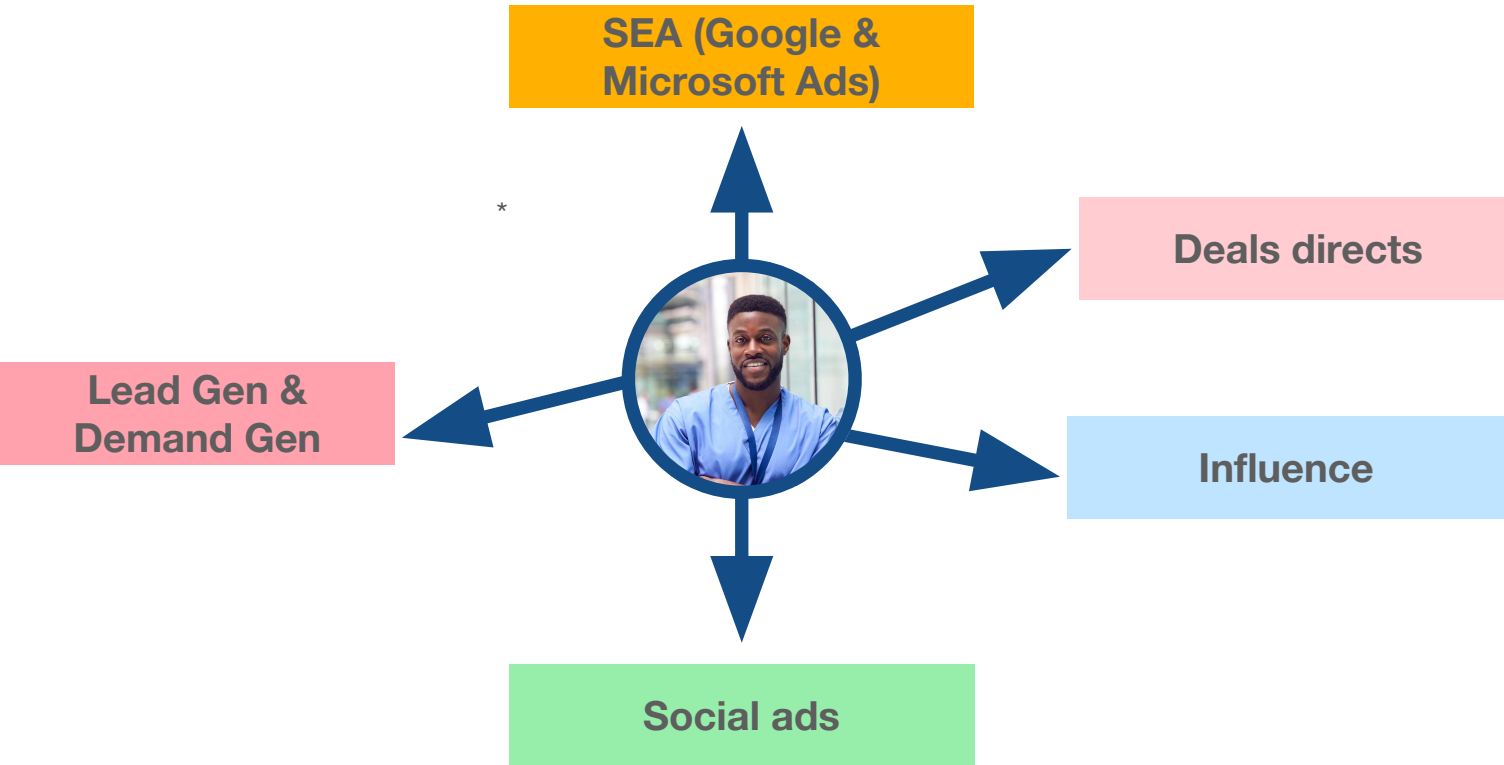 SEA (Google &
Microsoft Ads)
*
Deals directs
Lead Gen &
Demand Gen
Influence
Social ads